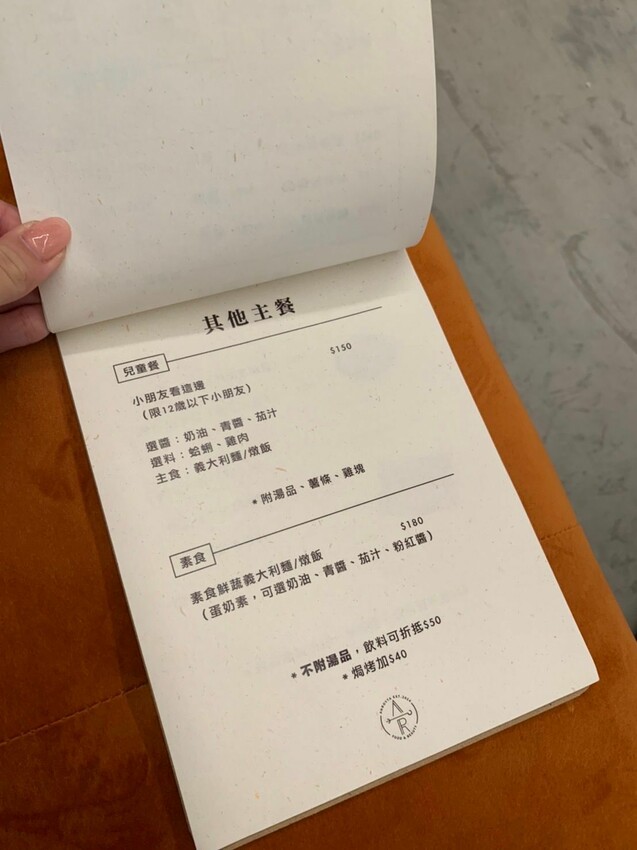 其他主餐
兒童餐
$150
小朋友看這邊
(限12歲以下小朋友)
選醬：奶油、青醬、茄汁
選料：蛤蜊、雞肉
主食：義大利麵/燉飯
* 附湯品、薯條、雞塊
素食
$180
素食鮮蔬義大利麵/燉飯
(蛋奶素，可選奶油、青醬、茄汁、粉紅醬)
* 不附湯品，飲料可折抵$50
* 焗烤加$40
A
R